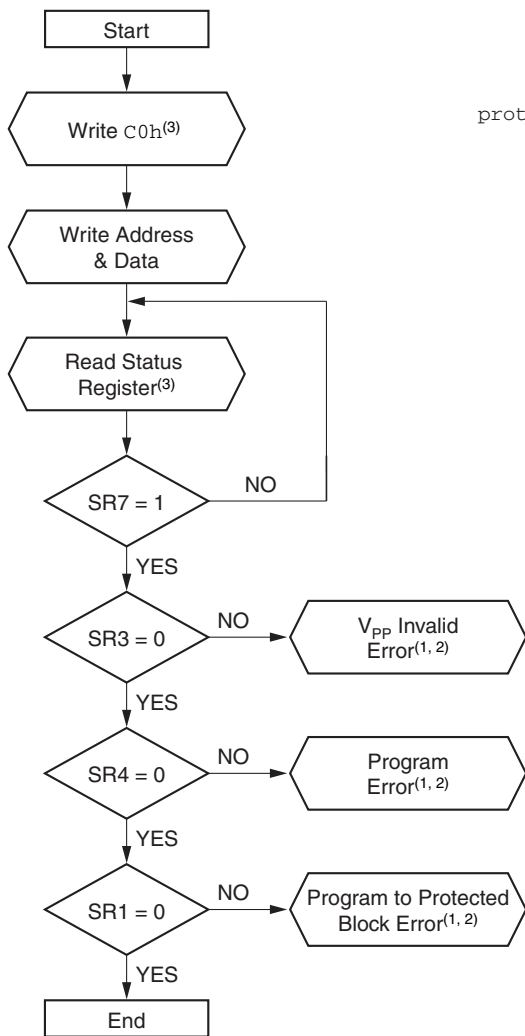 Start
Write C0h(3)
prot
Write Address
& Data
Read Status
Register(3)
SR7 = 1
NO
YES
SR3 = 0
NO
VPP Invalid
Error(1, 2)
YES
SR4 = 0
NO
Program
Error(1, 2)
YES
SR1 = 0
NO
Program to Protected
Block Error(1, 2)
YES
End